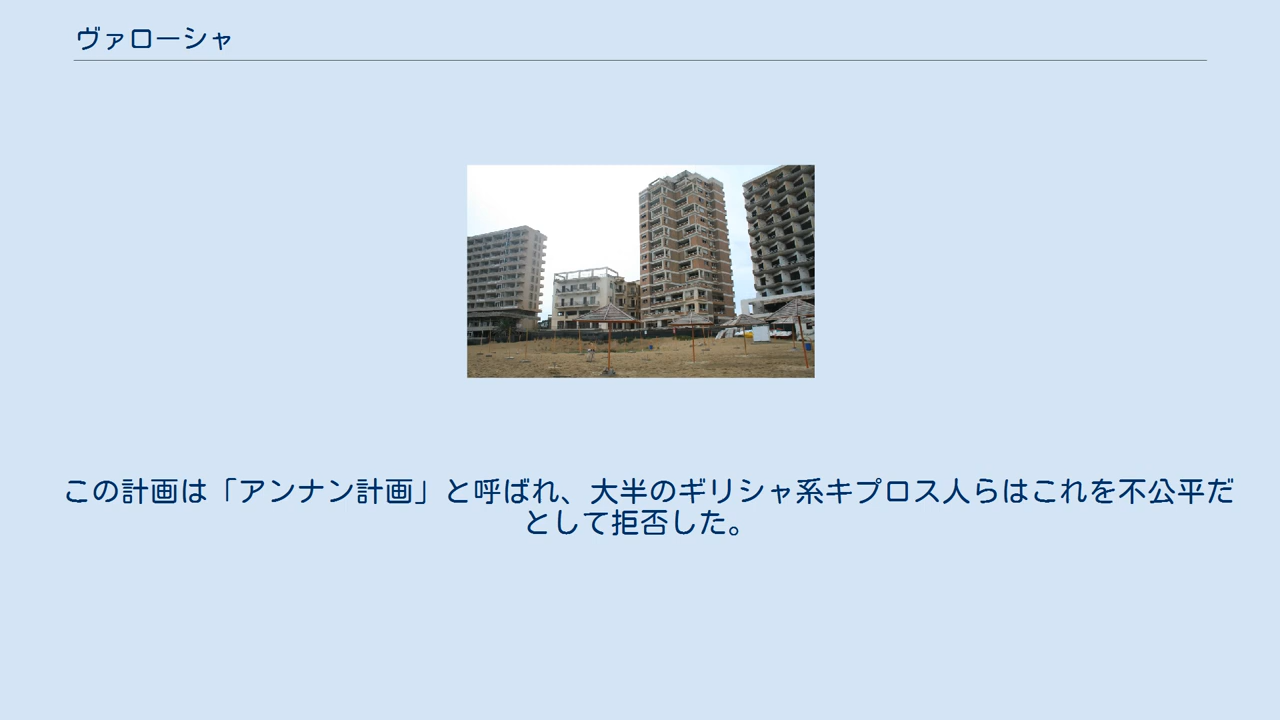 ヴァローシャ
この計画は「アンナン計画」と呼ばれ、大半のギリシャ系キプロス人らはこれを不公平だ
として拒否した。